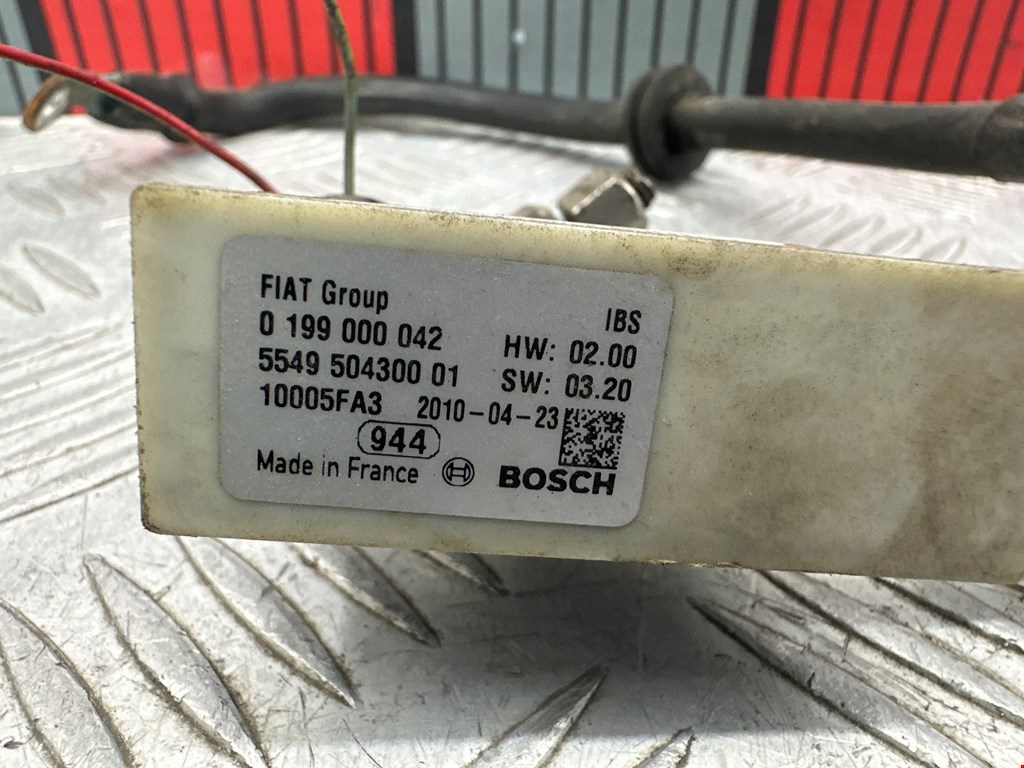 FIAT Group
IBS
0 199 000 042
HW: 02.00
5549 504300 01
SW: 03.20
10005FA3 2010-04-23
944
Made in France BOSCH